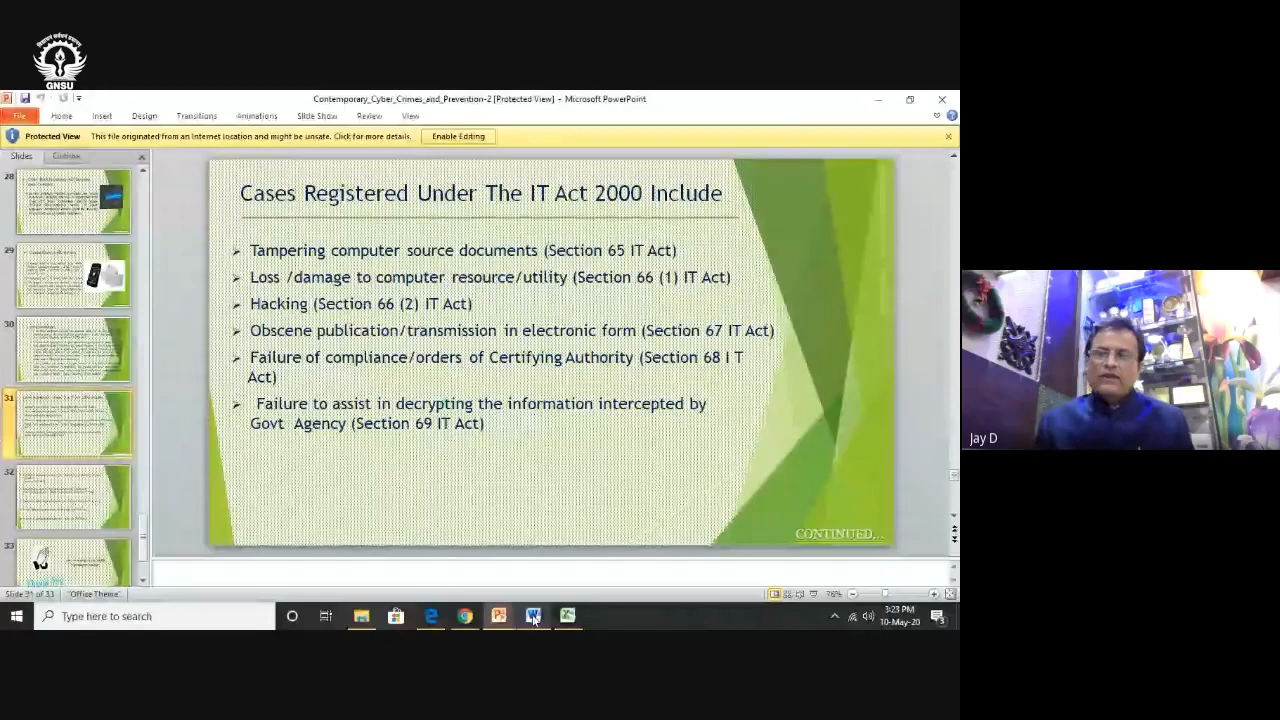 GNSU
Contemporary_Cyber_Crimes_and_Prevention-2 [Protected View] - Microsoft PowerPoint
File Home Insert Design Transitions Animations Slide Show Review View
Protected View This file originated from an Internet location and might be unsafe. Click for more details. Enable Editing
Slides Outline
28
29
30
31
32
33
Cases Registered Under The IT Act 2000 Include
Tampering computer source documents (Section 65 IT Act)
Loss /damage to computer resource/utility (Section 66 (1) IT Act)
Hacking (Section 66 (2) IT Act)
Obscene publication/transmission in electronic form (Section 67 IT Act)
Failure of compliance/orders of Certifying Authority (Section 68 I T
Act)
Failure to assist in decrypting the information intercepted by
Govt Agency (Section 69 IT Act)
CONTINUED...
Jay D
Slide 31 of 33 "Office Theme" 76%
Type here to search
3:23 PM
10-May-20
3